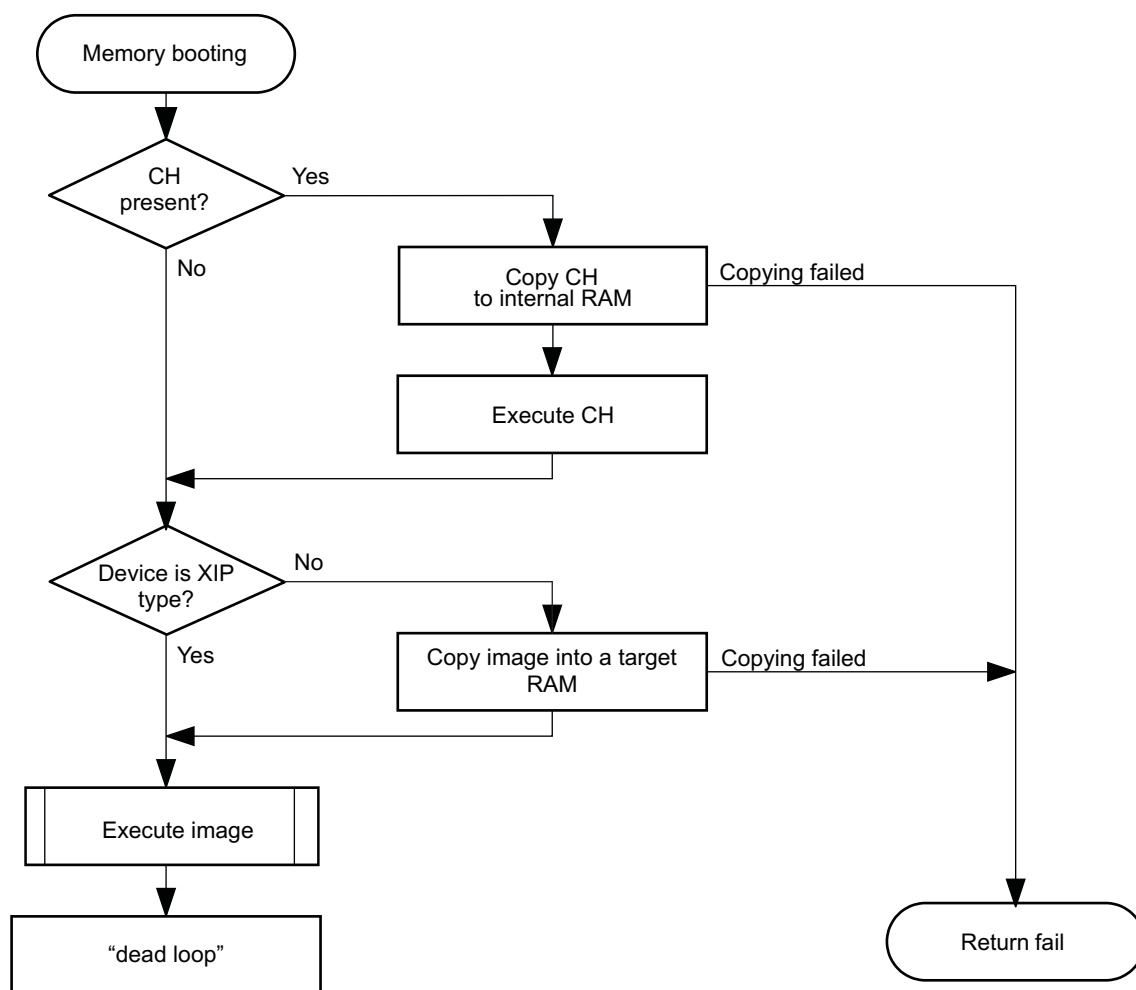 Memory booting
CH
present?
Yes
No
Copy CH
to internal RAM
Copying failed
Execute CH
Device is XIP
type?
No
Yes
Copy image into a target
RAM
Copying failed
Execute image
“dead loop”
Return fail